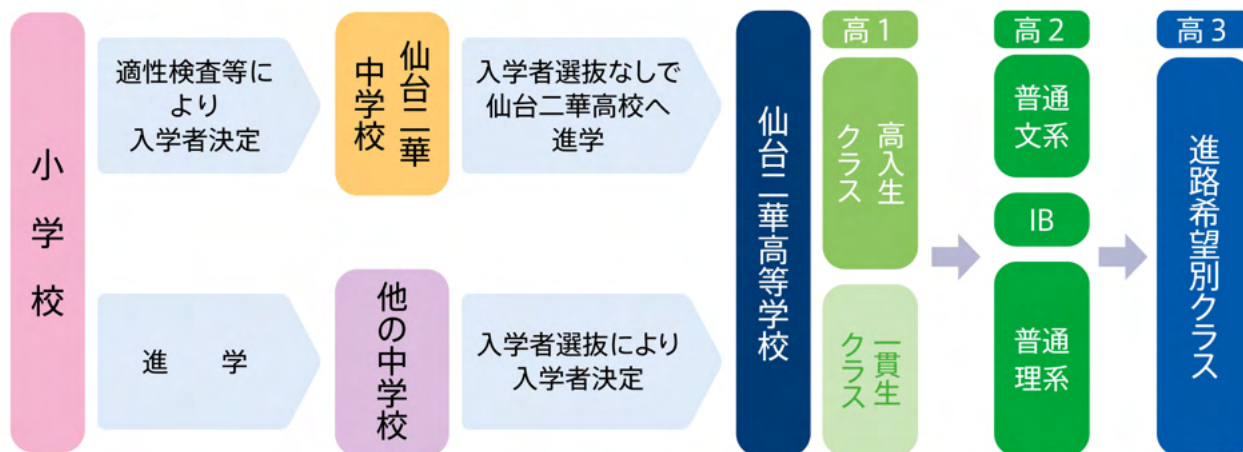 小学校
適性検査等に
より
入学者決定
仙台二華
中学校
入学者選抜なしで
仙台二華高校へ
進学
進　学
他の中学校
入学者選抜により
入学者決定
仙台二華高等学校
高1
高入生
クラス
一貫生
クラス
高2
普通
文系
IB
普通
理系
高3
進路希望別クラス